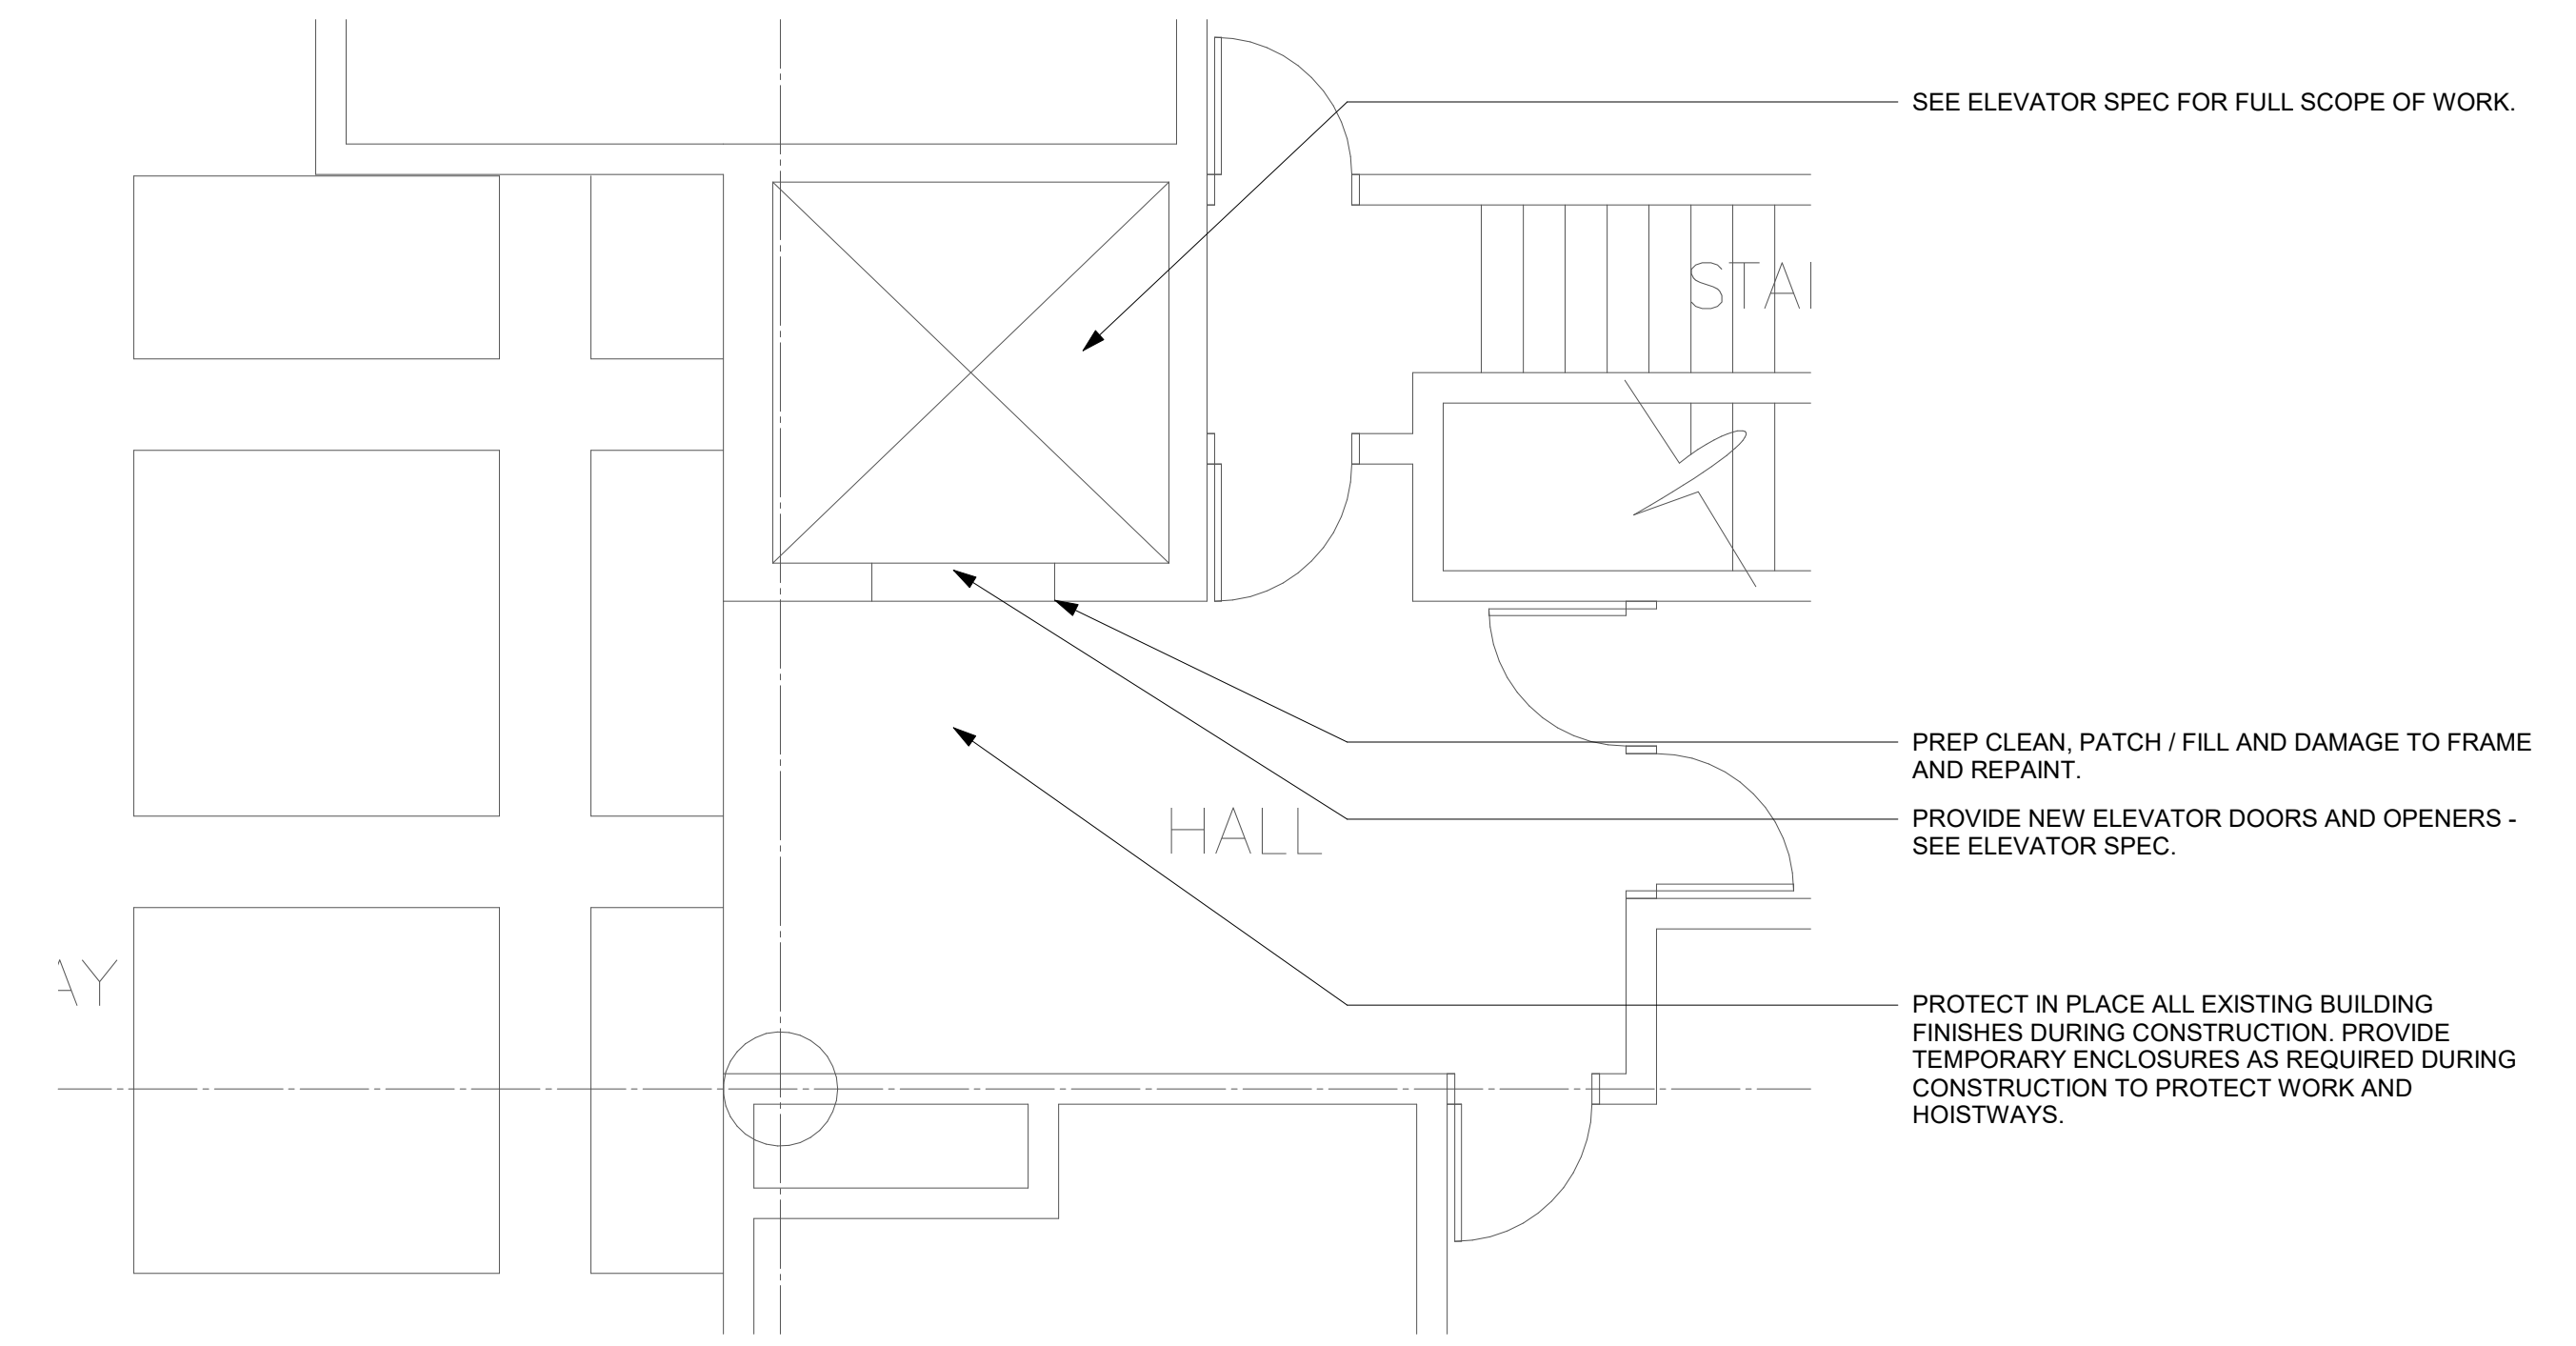 SEE ELEVATOR SPEC FOR FULL SCOPE OF WORK.
STAI
PREP CLEAN, PATCH / FILL AND DAMAGE TO FRAME
AND REPAINT.
HALL
PROVIDE NEW ELEVATOR DOORS AND OPENERS -
SEE ELEVATOR SPEC.
AY
PROTECT IN PLACE ALL EXISTING BUILDING
FINISHES DURING CONSTRUCTION. PROVIDE
TEMPORARY ENCLOSURES AS REQUIRED DURING
CONSTRUCTION TO PROTECT WORK AND
HOISTWAYS.